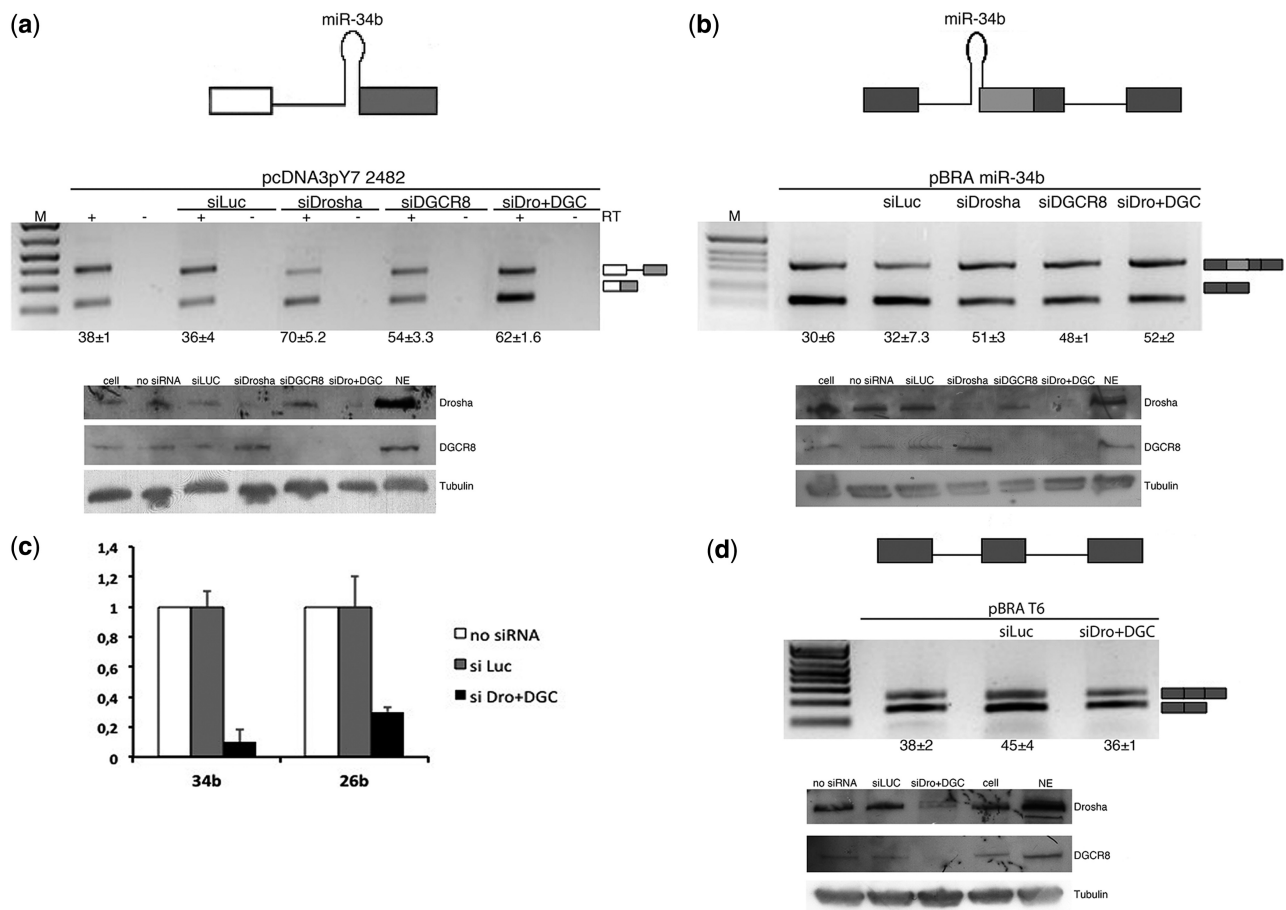 (a)
miR-34b
pcDNA3pY7 2482
siLuc siDrosha siDGCR8 siDro+DGC
M + - + - + - + - + - RT
38±1 36±4 70±5.2 54±3.3 62±1.6
cell no siRNA siLUC siDrosha siDGCR8 siDro+DGC NE
Drosha
DGCR8
Tubulin
(b)
miR-34b
pBRA miR-34b
siLuc siDrosha siDGCR8 siDro+DGC
M
30±6 32±7.3 51±3 48±1 52±2
cell no siRNA siLUC siDrosha siDGCR8 siDro+DGC NE
Drosha
DGCR8
Tubulin
(c)
1,4
1,2
1
0,8
0,6
0,4
0,2
0
34b 26b
no siRNA
si Luc
si Dro+DGC
(d)
pBRA T6
siLuc siDro+DGC
38±2 45±4 36±1
no siRNA siLUC siDro+DGC cell NE
Drosha
DGCR8
Tubulin